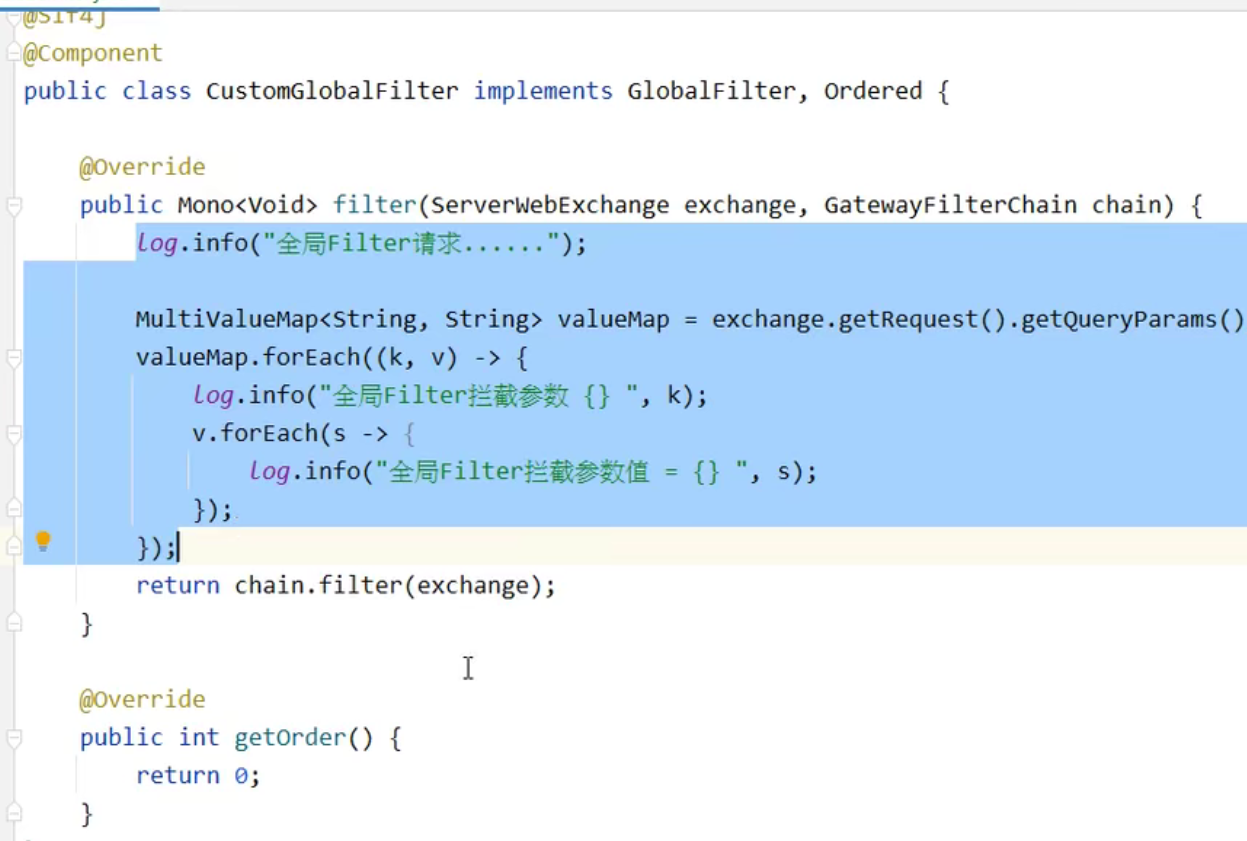 @Slf4j
@Component
public class CustomGlobalFilter implements GlobalFilter, Ordered {
@Override
public Mono<Void> filter(ServerWebExchange exchange, GatewayFilterChain chain) {
log.info("全局Filter请求......");
MultiValueMap<String, String> valueMap = exchange.getRequest().getQueryParams()
valueMap.forEach((k, v) -> {
log.info("全局Filter拦截参数 {} ", k);
v.forEach(s -> {
log.info("全局Filter拦截参数值 = {} ", s);
});
});
return chain.filter(exchange);
}
@Override
public int getOrder() {
return 0;
}